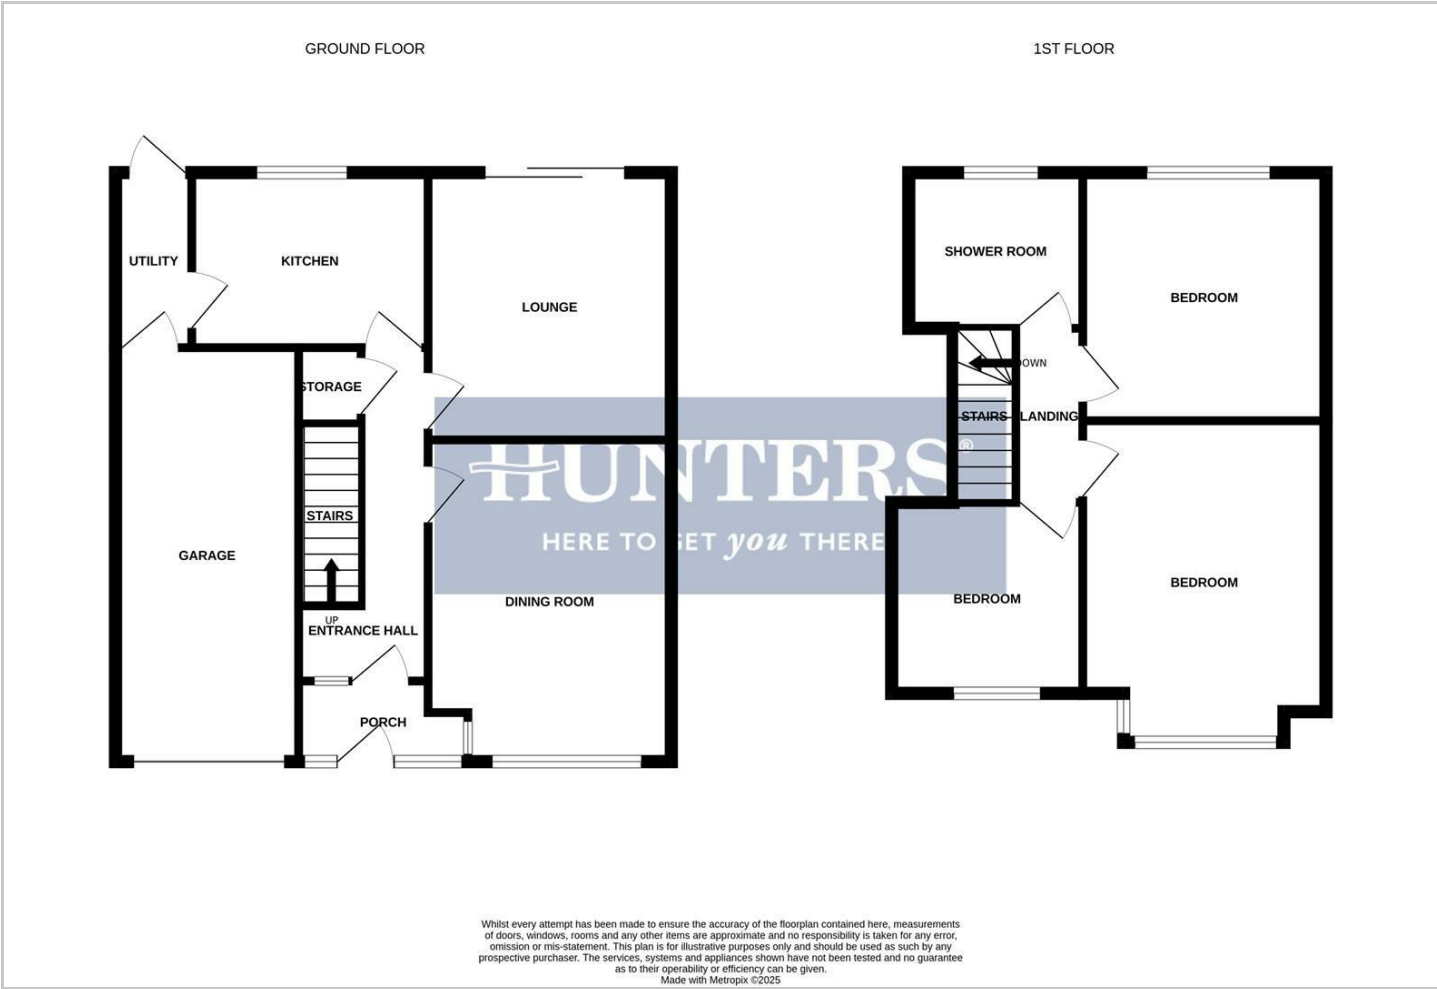 GROUND FLOOR
1ST FLOOR
UTILITY
KITCHEN
LOUNGE
STORAGE
STAIRS
GARAGE
DINING ROOM
UP
ENTRANCE HALL
PORCH
SHOWER ROOM
BEDROOM
DOWN
STAIRS
LANDING
BEDROOM
BEDROOM
HUNTERS®
HERE TO GET you THERE
Whilst every attempt has been made to ensure the accuracy of the floorplan contained here, measurements
of doors, windows, rooms and any other items are approximate and no responsibility is taken for any error,
omission or mis-statement. This plan is for illustrative purposes only and should be used as such by any
prospective purchaser. The services, systems and appliances shown have not been tested and no guarantee
as to their operability or efficiency can be given.
Made with Metropix ©2025